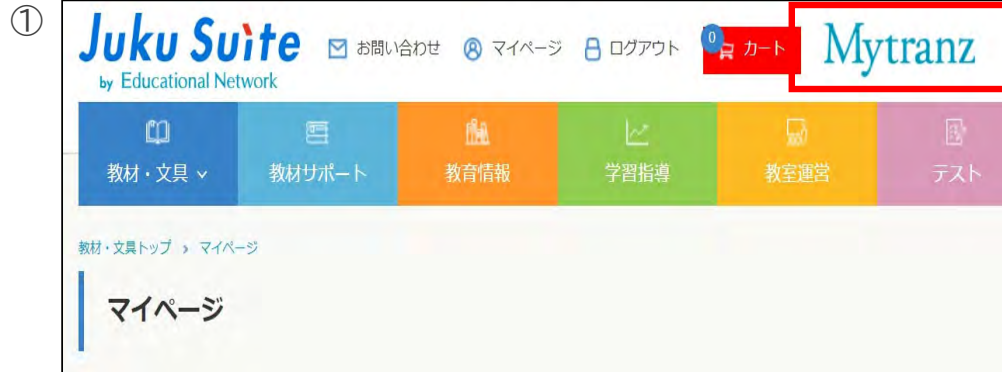 ①
Juku Suite
by Educational Network
お問い合わせ マイページ ログアウト 0 カート Mytranz
教材・文具 教材サポート 教育情報 学習指導 教室運営 テスト
教材・文具トップ › マイページ
マイページ